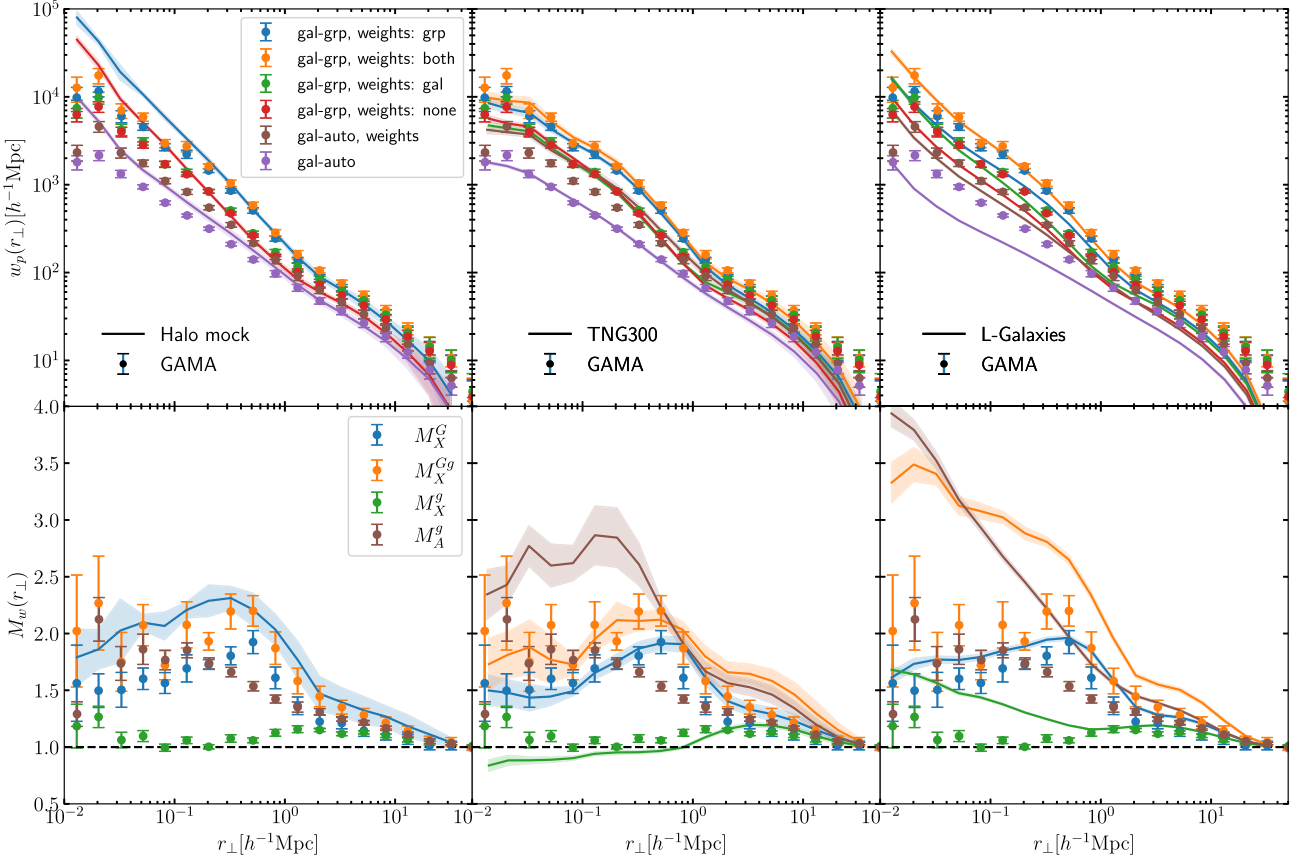 10^5
10^4
10^3
10^2
10^1
w_p(r_⊥)[h^{-1}Mpc]
gal-grp, weights: grp
gal-grp, weights: both
gal-grp, weights: gal
gal-grp, weights: none
gal-auto, weights
gal-auto
Halo mock
GAMA
TNG300
GAMA
L-Galaxies
GAMA
4.0
3.5
3.0
2.5
2.0
1.5
1.0
0.5
M_w(r_⊥)
M_X^G
M_X^{Gg}
M_X^g
M_A^g
10^{-2} 10^{-1} 10^0 10^1 10^{-2} 10^{-1} 10^0 10^1 10^{-2} 10^{-1} 10^0 10^1
r_⊥[h^{-1}Mpc] r_⊥[h^{-1}Mpc] r_⊥[h^{-1}Mpc]